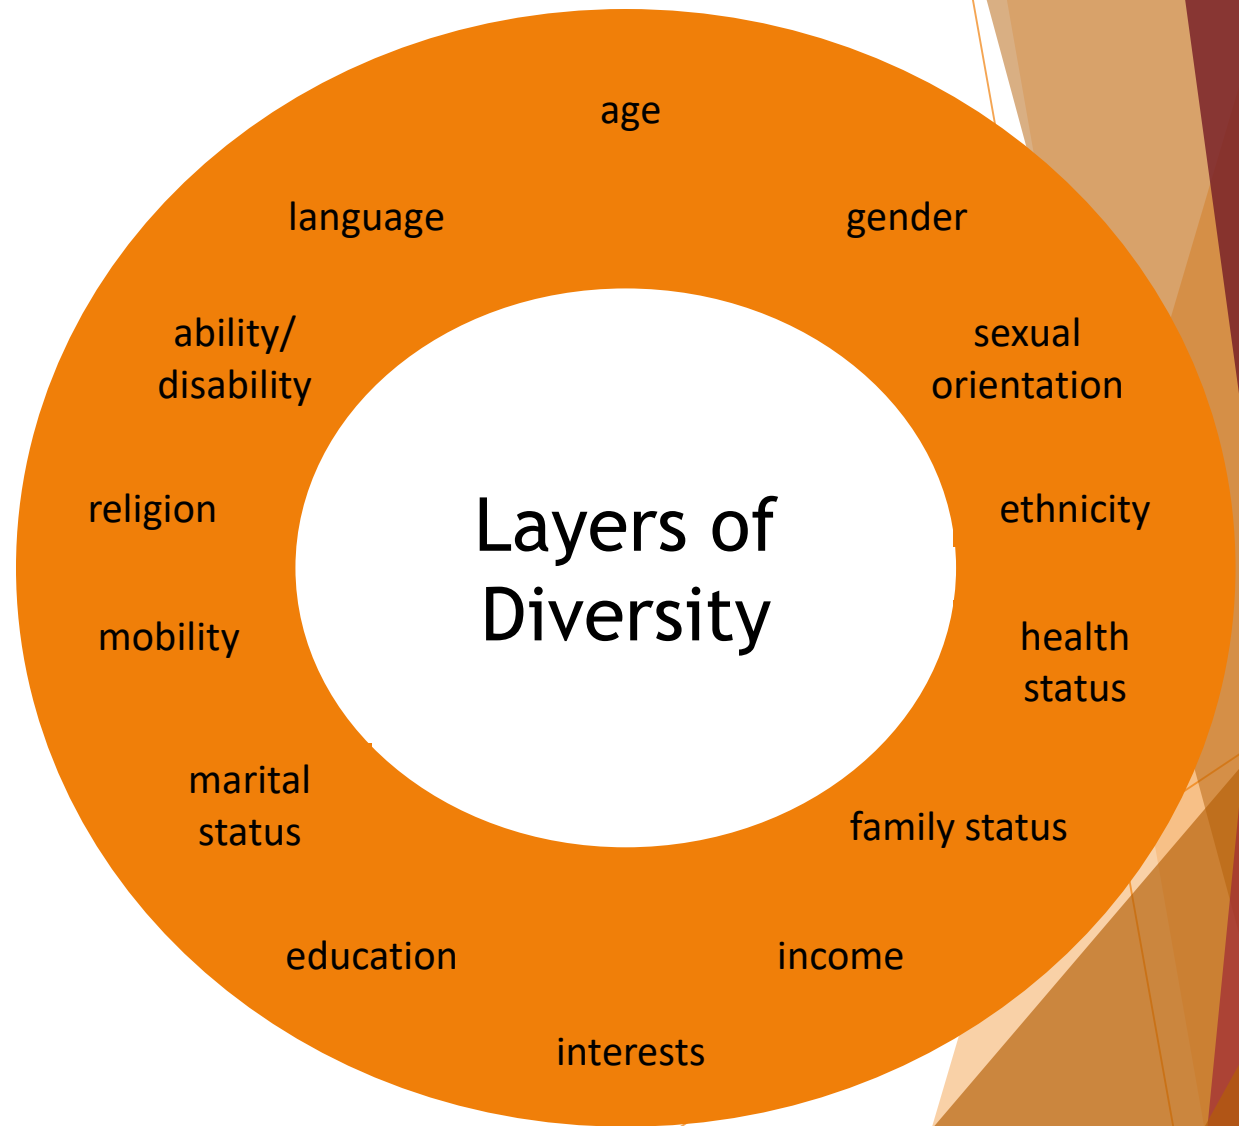 age
language
gender
ability/
disability
sexual
orientation
religion
ethnicity
Layers of
Diversity
mobility
health
status
marital
status
family status
education
income
interests